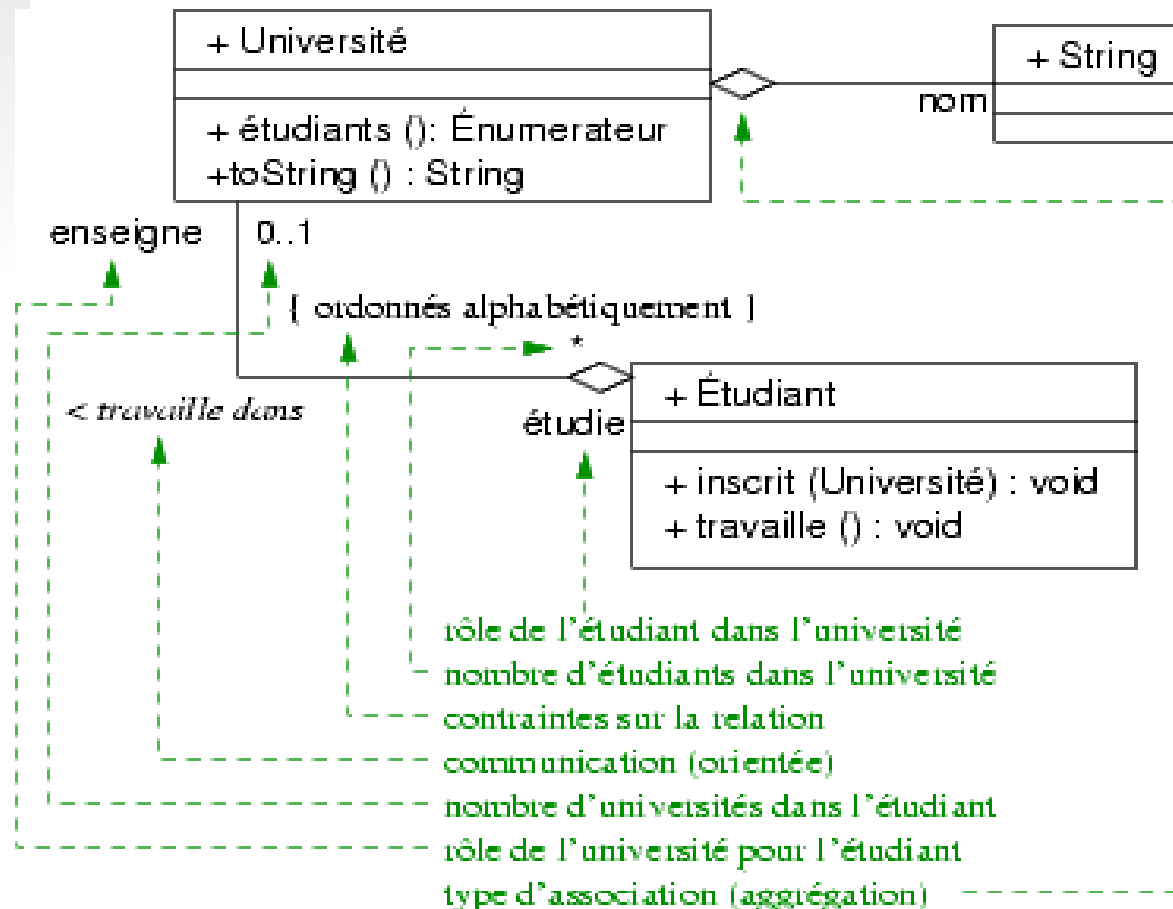 + Université
+ String
nom
+ étudiants (): Énumerateur
+toString () : String
enseigne
0..1
{ ordonnés alphabétiquement }
*
< travaille dans
+ Étudiant
étudie
+ inscrit (Université) : void
+ travaille () : void
rôle de l'étudiant dans l'université
nombre d'étudiants dans l'université
contraintes sur la relation
communication (orientée)
nombre d'universités dans l'étudiant
rôle de l'université pour l'étudiant
type d'association (aggrégation)